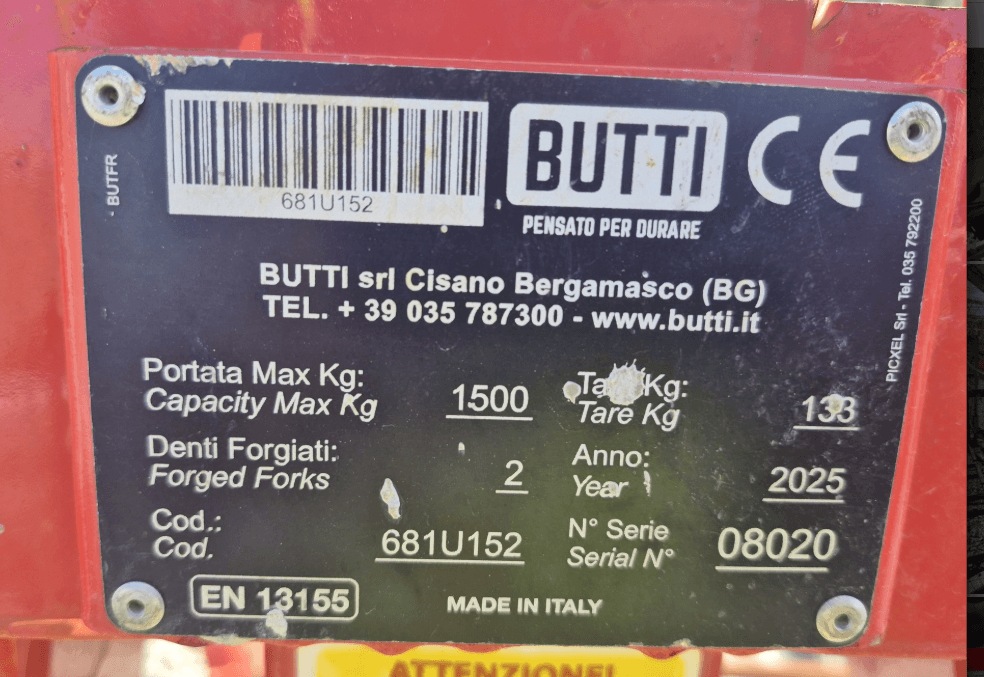 681U152
BUTTI
CE
PENSATO PER DURARE
BUTFR
BUTTI srl Cisano Bergamasco (BG)
TEL. + 39 035 787300 - www.butti.it
PICXEL Srl - Tel. 035 792200
Portata Max Kg:
Capacity Max Kg 1500
Kg:
Tare Kg 133
Denti Forgiati:
Forged Forks 2
Anno:
Year 2025
Cod.:
Cod. 681U152
N° Serie
Serial N° 08020
EN 13155
MADE IN ITALY
ATTENZIONE!